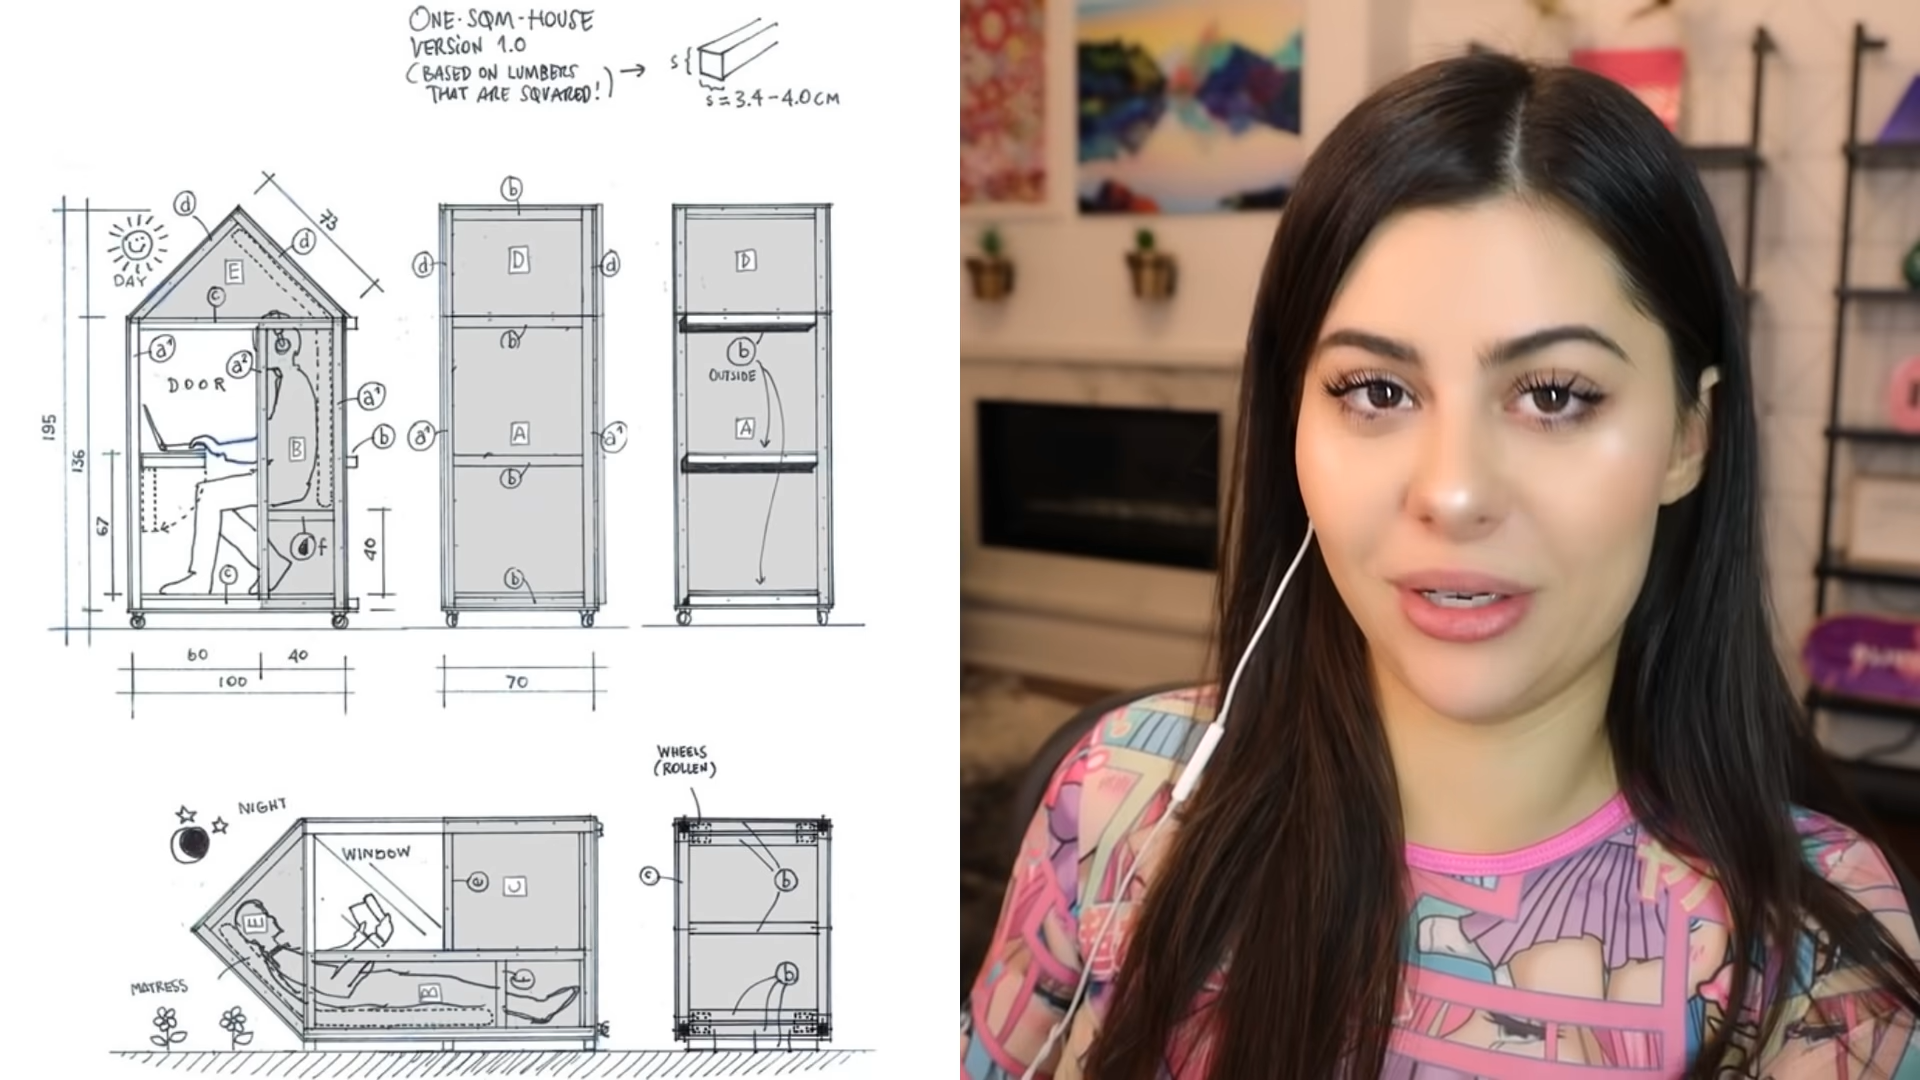 ONE-SQM-HOUSE
VERSION 1.0
(BASED ON LUMBERS
THAT ARE SQUARED!)
S
S = 3.4 - 4.0 CM
b
d
73
DAY
d
E
d
D
d
D
c
a1
a2
DOOR
b
b
OUTSIDE
a1
195
136
B
b
a1
A
a1
A
b
67
f
40
c
b
60
40
100
70
WHEELS
(ROLLEN)
NIGHT
WINDOW
e
C
c
b
E
MATRESS
B
f
b